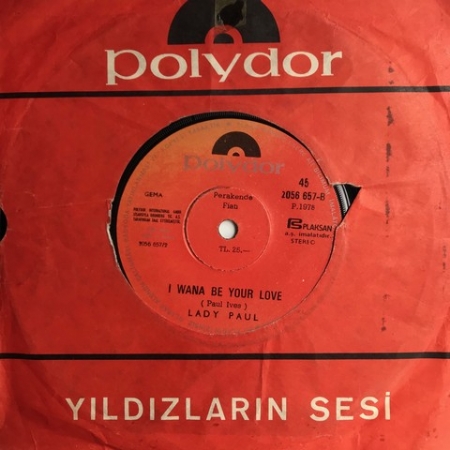 polydor
polydor
GEMA
Perakende
Fiatı
TL. 25.—
45
2056 657-B
P.1978
PLAKSAN
STEREO
I WANA BE YOUR LOVE
( Paul Ives )
LADY PAUL
YILDIZLARIN SESİ